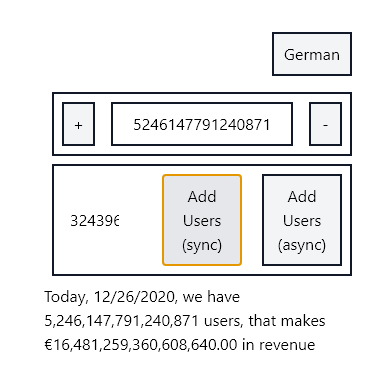 German
+ 5246147791240871 -
324396
Add
Users
(sync)
Add
Users
(async)
Today, 12/26/2020, we have
5,246,147,791,240,871 users, that makes
€16,481,259,360,608,640.00 in revenue